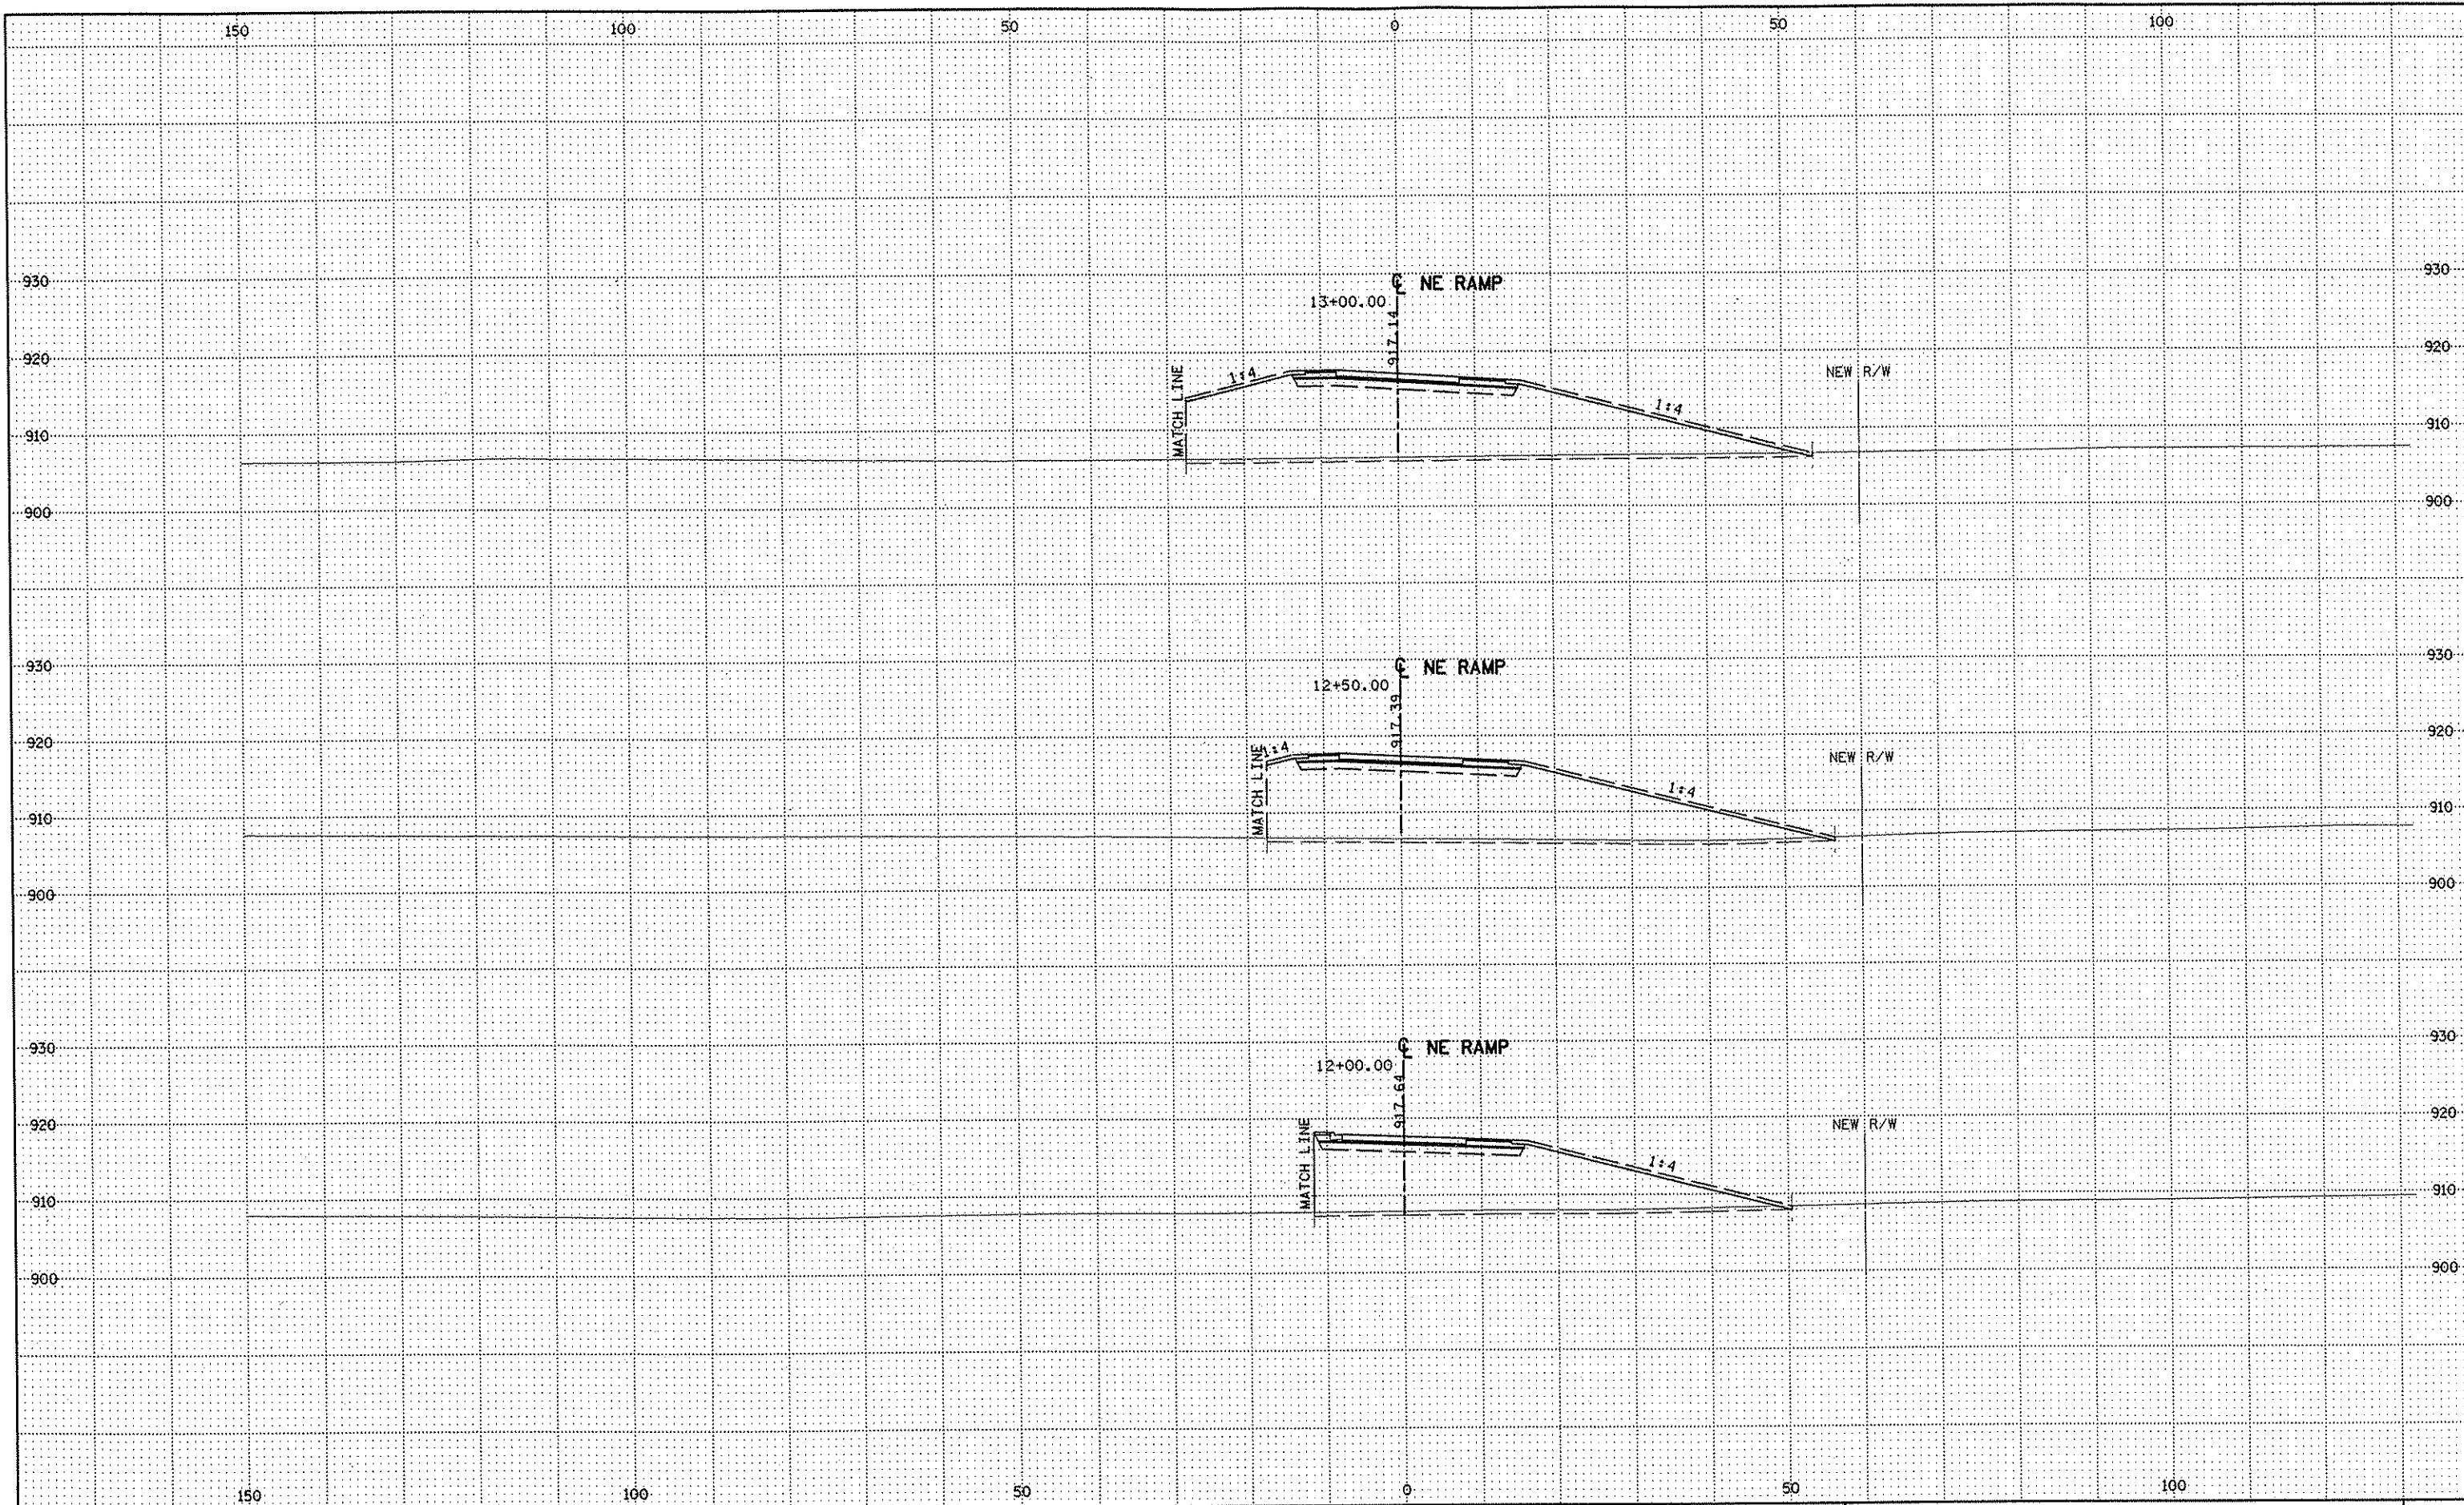 150 100 50 0 50 100
930 ℄ NE RAMP 930
13+00.00
917.14
920 920
MATCH LINE 1:4 1:4 NEW R/W
910 910
900 900
930 ℄ NE RAMP 930
12+50.00
917.39
920 920
MATCH LINE 1:4 1:4 NEW R/W
910 910
900 900
930 ℄ NE RAMP 930
12+00.00
917.64
920 920
MATCH LINE 1:4 NEW R/W
910 910
900 900
150 100 50 0 50 100